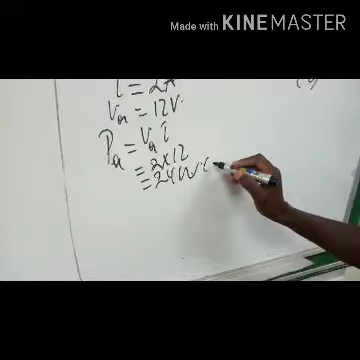 Made with KINEMASTER
i = 2A
Va = 12V.
Pa = Va i
= 2x12
= 24W